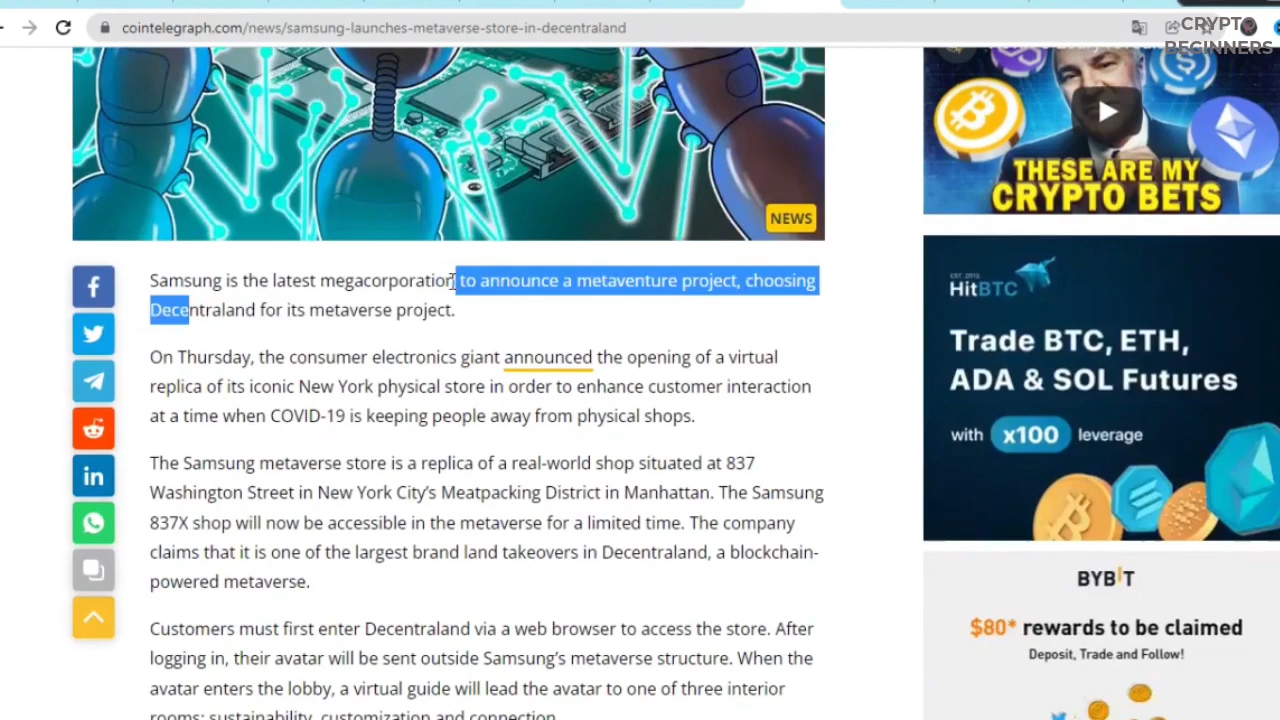 cointelegraph.com/news/samsung-launches-metaverse-store-in-decentraland
CRYPTO
BEGINNERS
THESE ARE MY
CRYPTO BETS
NEWS
Samsung is the latest megacorporation to announce a metaventure project, choosing
Decentraland for its metaverse project.
On Thursday, the consumer electronics giant announced the opening of a virtual
replica of its iconic New York physical store in order to enhance customer interaction
at a time when COVID-19 is keeping people away from physical shops.
The Samsung metaverse store is a replica of a real-world shop situated at 837
Washington Street in New York City’s Meatpacking District in Manhattan. The Samsung
837X shop will now be accessible in the metaverse for a limited time. The company
claims that it is one of the largest brand land takeovers in Decentraland, a blockchain-
powered metaverse.
Customers must first enter Decentraland via a web browser to access the store. After
logging in, their avatar will be sent outside Samsung’s metaverse structure. When the
avatar enters the lobby, a virtual guide will lead the avatar to one of three interior
rooms: sustainability, customization and connection.
EST. 2013
HitBTC
Trade BTC, ETH,
ADA & SOL Futures
with x100 leverage
BYBIT
$80* rewards to be claimed
Deposit, Trade and Follow!